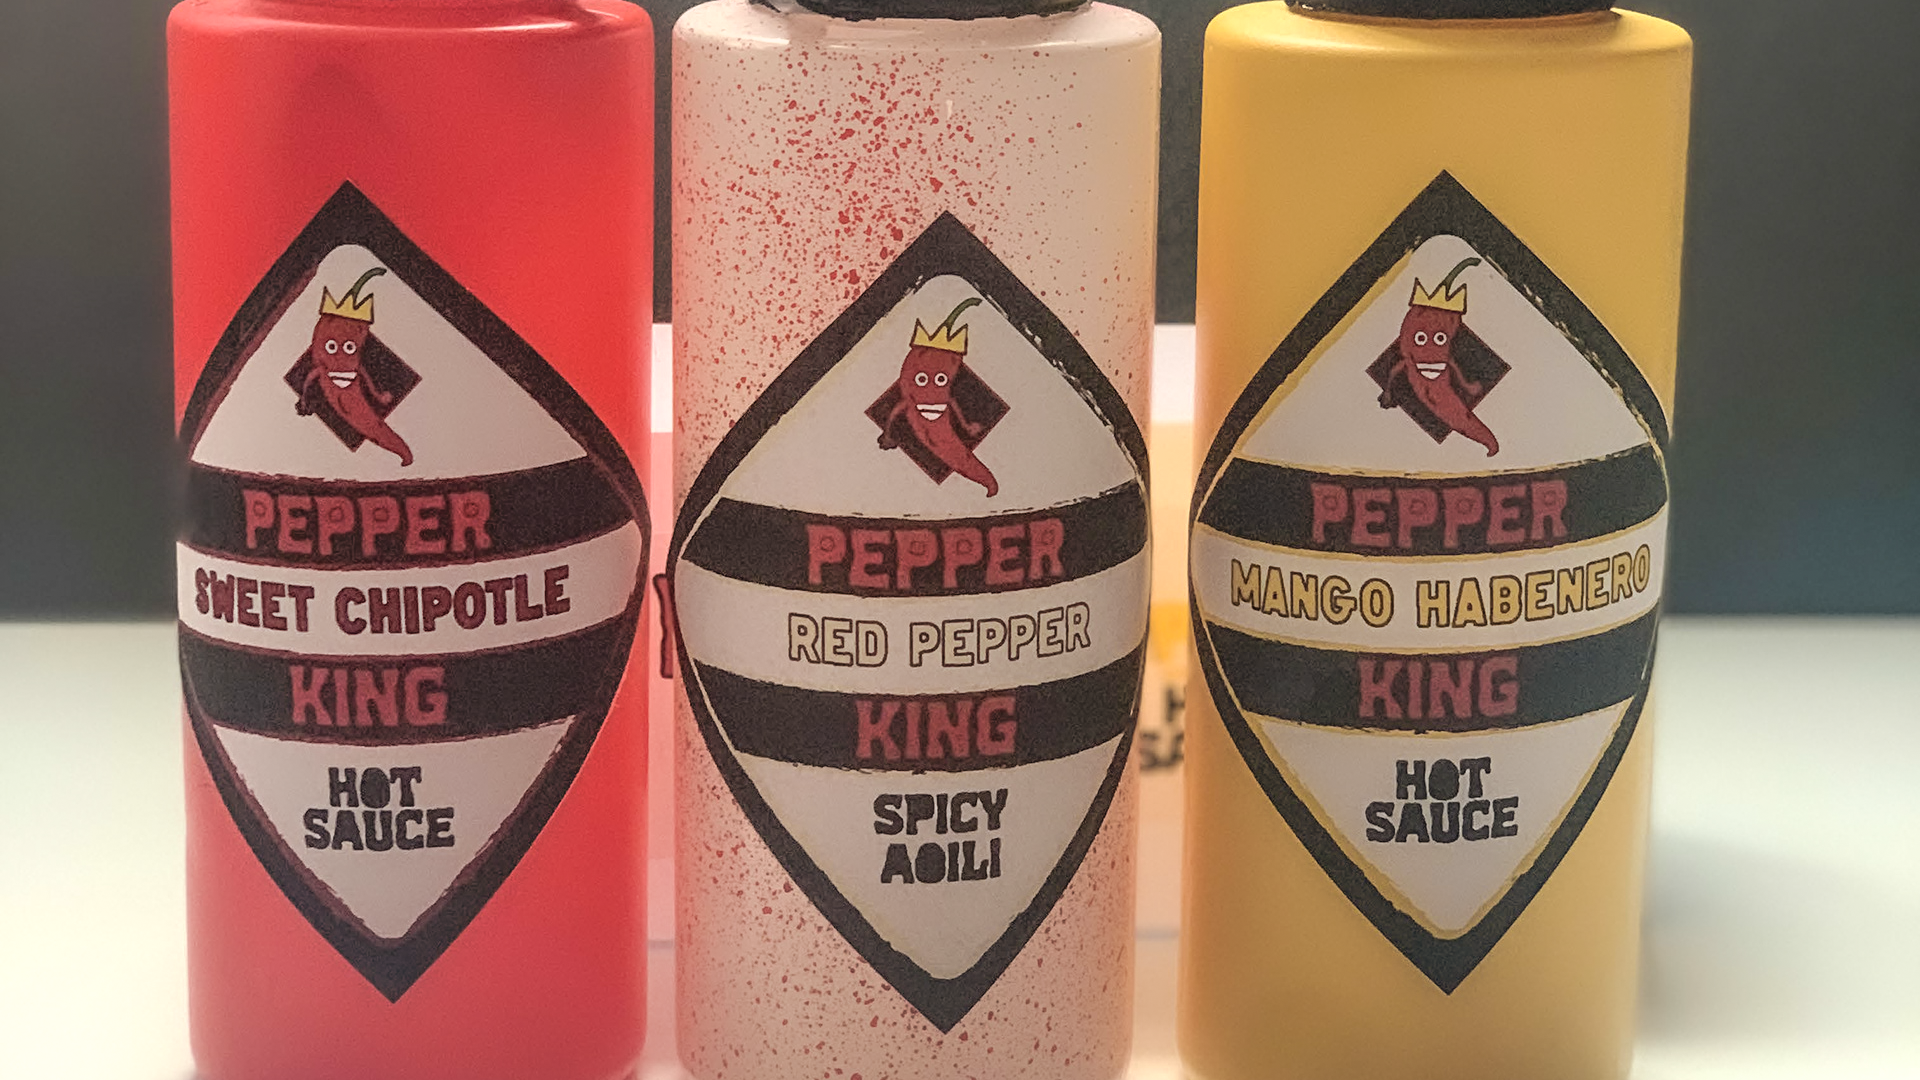 PEPPER
SWEET CHIPOTLE
KING
HOT
SAUCE
PEPPER
RED PEPPER
KING
SPICY
AOILI
PEPPER
MANGO HABENERO
KING
HOT
SAUCE